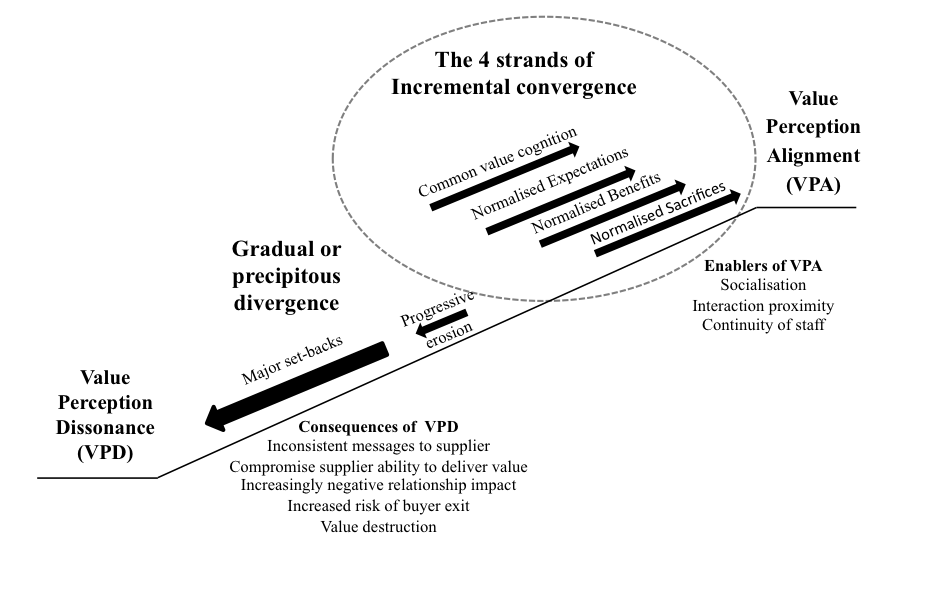 The 4 strands of
Incremental convergence
Value
Perception
Alignment
(VPA)
Common value cognition
Normalised Expectations
Normalised Benefits
Normalised Sacrifices
Gradual or
precipitous
divergence
Enablers of VPA
Socialisation
Interaction proximity
Continuity of staff
Progressive
erosion
Major set-backs
Value
Perception
Dissonance
(VPD)
Consequences of VPD
Inconsistent messages to supplier
Compromise supplier ability to deliver value
Increasingly negative relationship impact
Increased risk of buyer exit
Value destruction